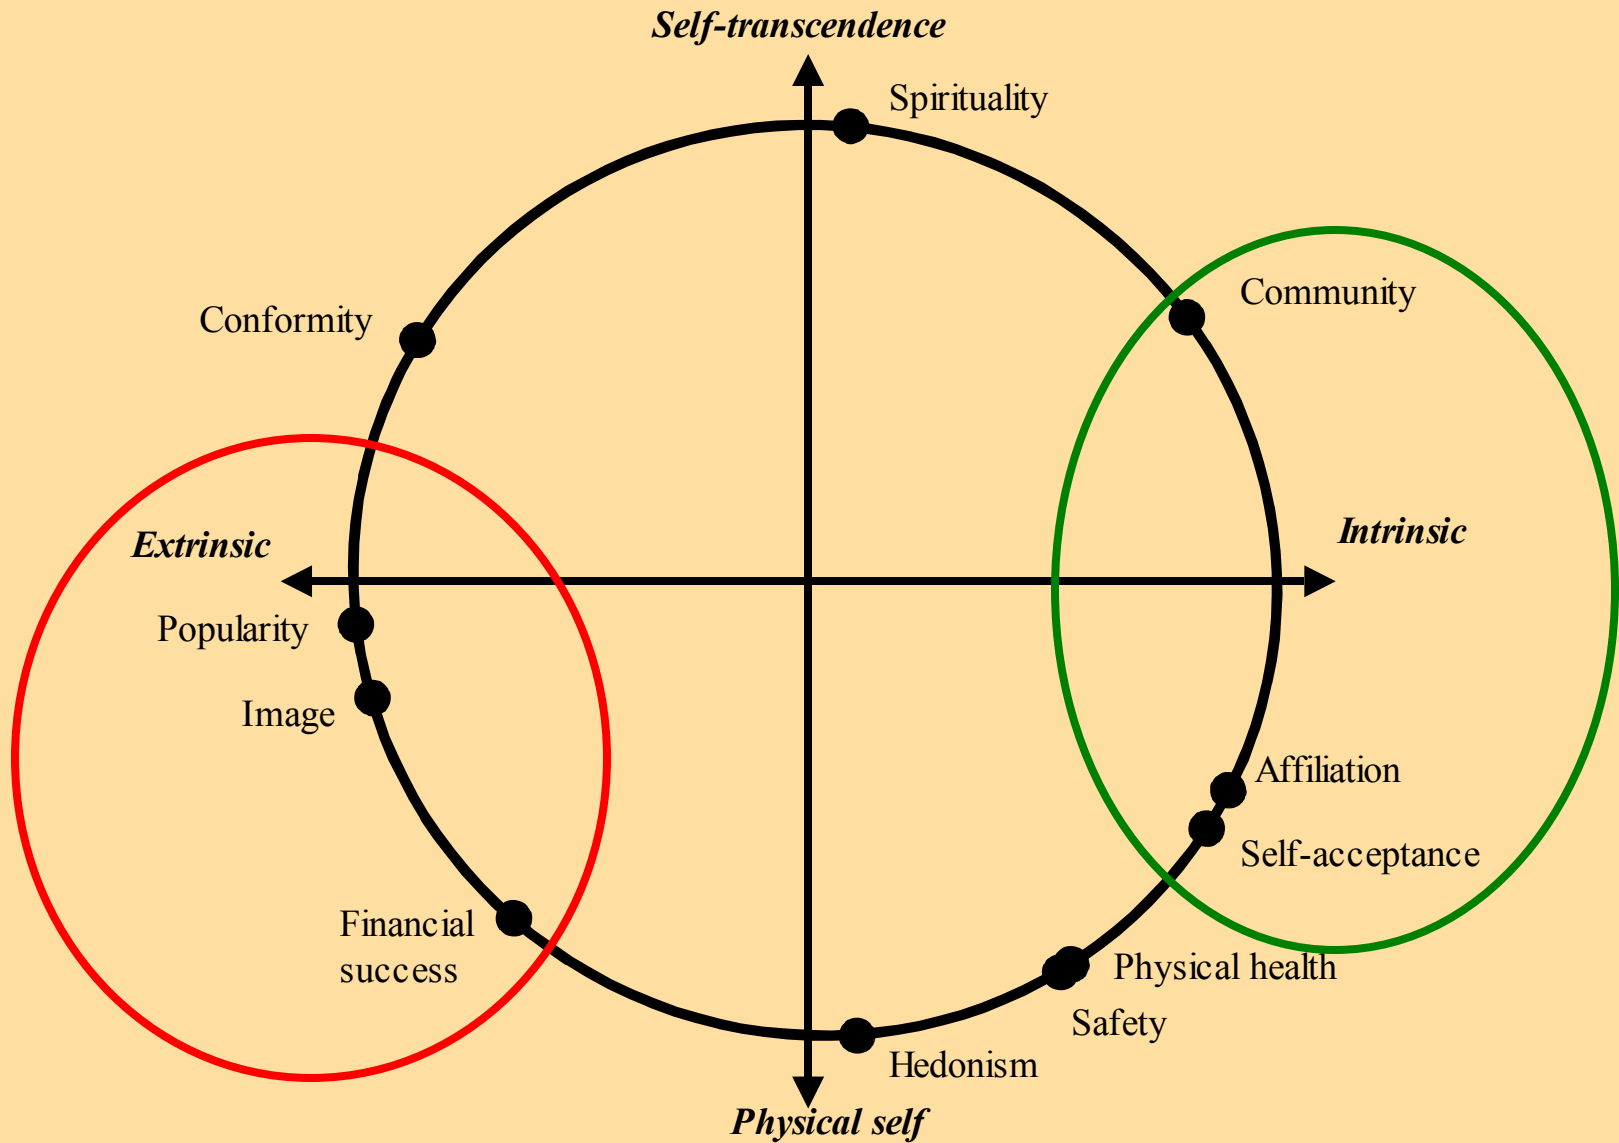 Self-transcendence
Spirituality
Community
Conformity
Intrinsic
Extrinsic
Popularity
Image
Affiliation
Self-acceptance
Financial
success
Physical health
Safety
Hedonism
Physical self